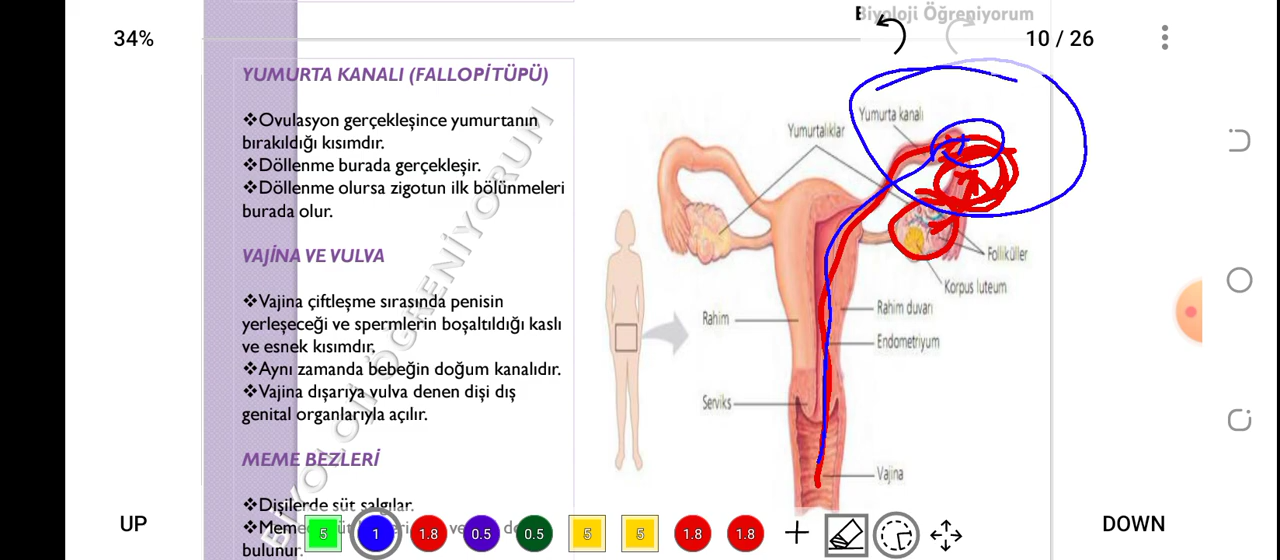 Biyoloji Öğreniyorum
34%
10 / 26
YUMURTA KANALI (FALLOPİ TÜPÜ)
❖Ovulasyon gerçekleşince yumurtanın
bırakıldığı kısımdır.
❖Döllenme burada gerçekleşir.
❖Döllenme olursa zigotun ilk bölünmeleri
burada olur.
VAJİNA VE VULVA
❖Vajina çiftleşme sırasında penisin
yerleşeceği ve spermlerin boşaltıldığı kaslı
ve esnek kısımdır.
❖Aynı zamanda bebeğin doğum kanalıdır.
❖Vajina dışarıya vulva denen dişi dış
genital organlarıyla açılır.
MEME BEZLERİ
❖Dişilerde süt salgılar.
bulunur.
BİYOLOJİ ÖĞRENİYORUN
Yumurta kanalı
Yumurtalıklar
Folliküller
Korpus luteum
Rahim duvarı
Rahim
Endometriyum
Serviks
Vajina
UP
5
1
1.8
0.5
0.5
5
5
1.8
1.8
DOWN